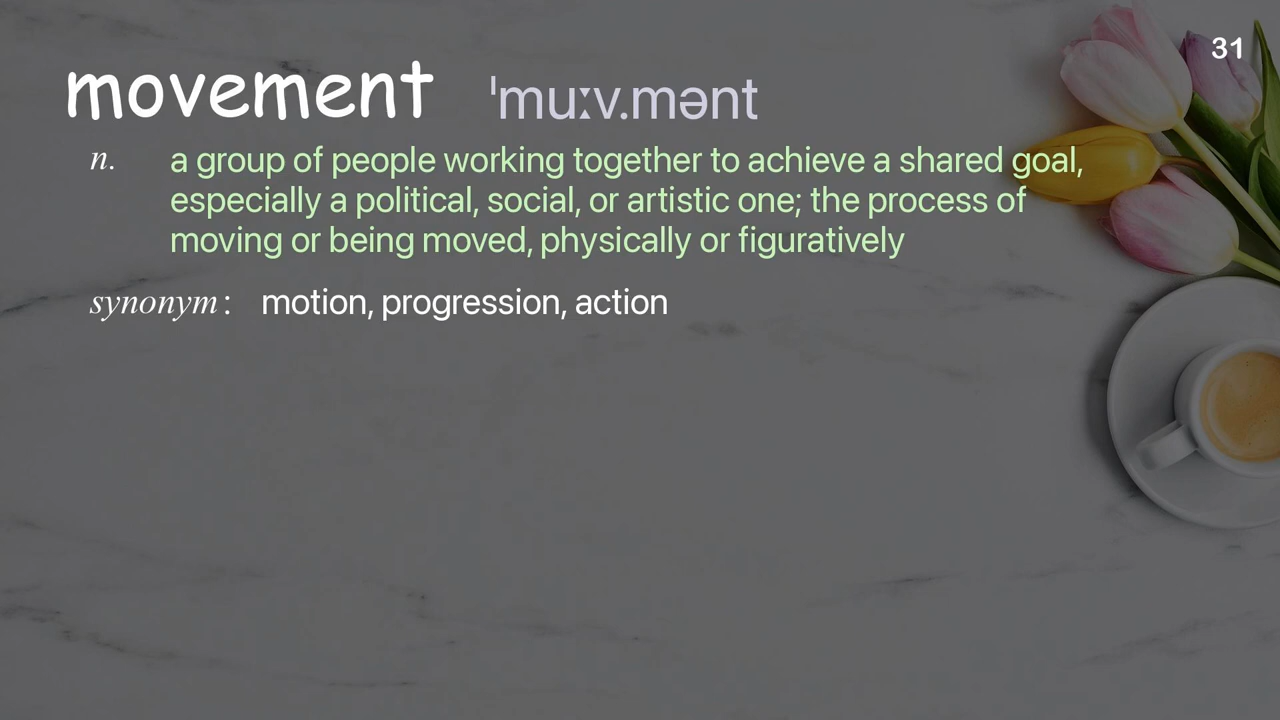 31
movement ˈmuːv.mənt
n. a group of people working together to achieve a shared goal,
especially a political, social, or artistic one; the process of
moving or being moved, physically or figuratively
synonym: motion, progression, action